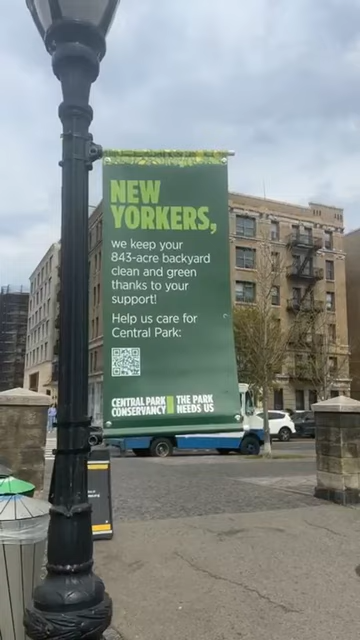 NEW
YORKERS,
we keep your
843-acre backyard
clean and green
thanks to your
support!
Help us care for
Central Park:
CENTRAL PARK
CONSERVANCY
THE PARK
NEEDS US